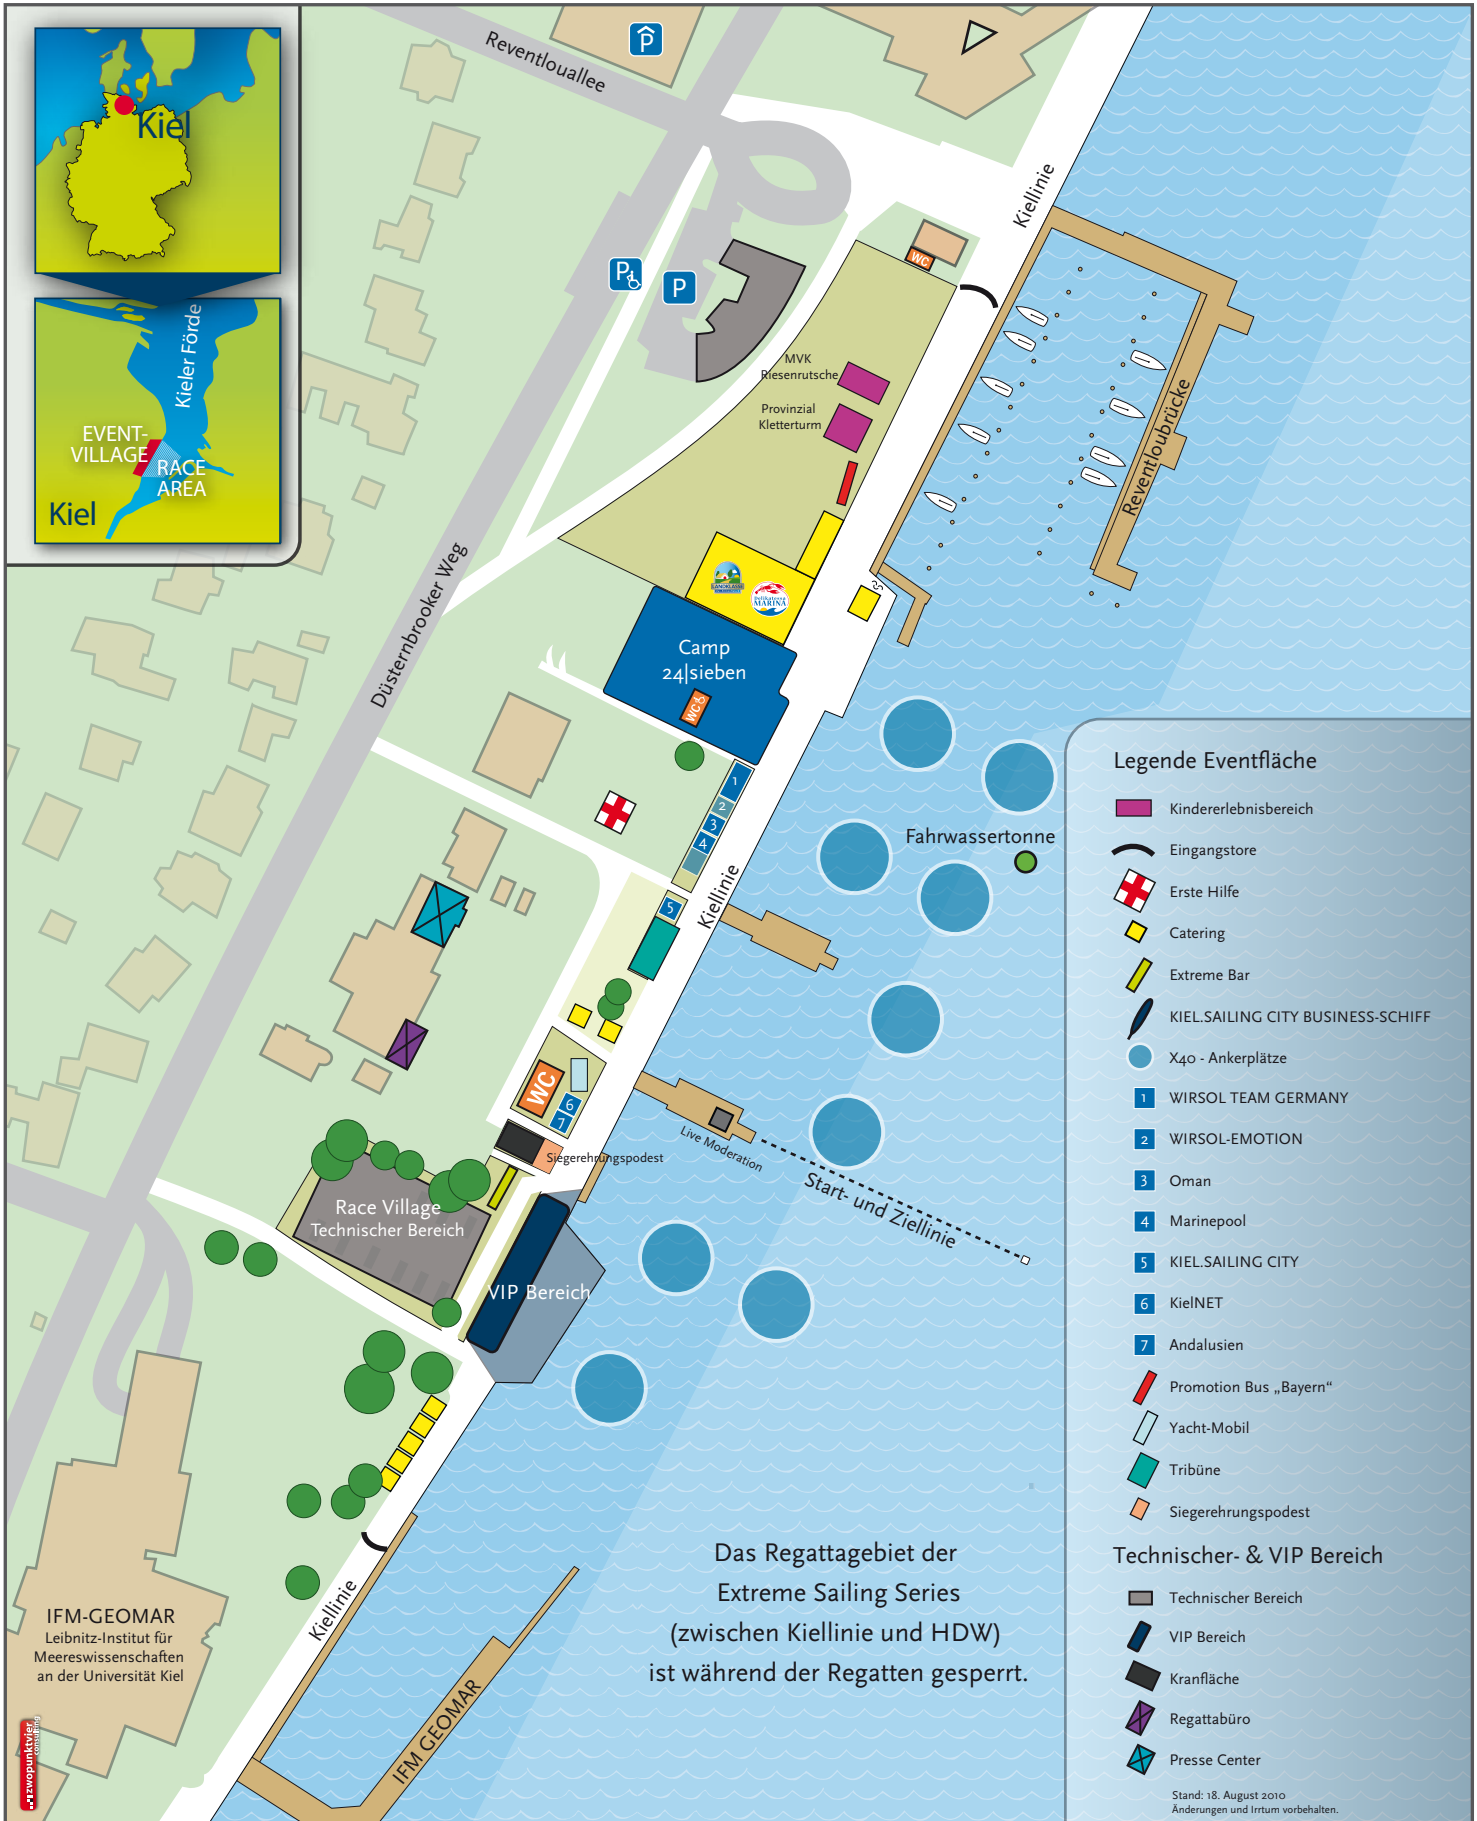 Kiel
Kieler Förde
EVENT-
VILLAGE
RACE
AREA
Kiel
Reventlouallee
P
Kiellinie
WC
P
P
MVK
Riesenrutsche
Provinzial
Kletterturm
Reventloubrücke
Düsternbrooker Weg
LANDKLASSE
Delikatessa
MARINA
Camp
24|sieben
WC
1
2
3
4
5
Kiellinie
Fahrwassertonne
WC
6
7
Siegerehrungspodest
Live Moderation
Start- und Ziellinie
Race Village
Technischer Bereich
VIP Bereich
Kiellinie
IFM-GEOMAR
Leibnitz-Institut für
Meereswissenschaften
an der Universität Kiel
IFM GEOMAR
zwopunktvier
consulting
Das Regattagebiet der
Extreme Sailing Series
(zwischen Kiellinie und HDW)
ist während der Regatten gesperrt.
Legende Eventfläche
Kindererlebnisbereich
Eingangstore
Erste Hilfe
Catering
Extreme Bar
KIEL.SAILING CITY BUSINESS-SCHIFF
X40 - Ankerplätze
1 WIRSOL TEAM GERMANY
2 WIRSOL-EMOTION
3 Oman
4 Marinepool
5 KIEL.SAILING CITY
6 KielNET
7 Andalusien
Promotion Bus „Bayern“
Yacht-Mobil
Tribüne
Siegerehrungspodest
Technischer- & VIP Bereich
Technischer Bereich
VIP Bereich
Kranfläche
Regattabüro
Presse Center
Stand: 18. August 2010
Änderungen und Irrtum vorbehalten.